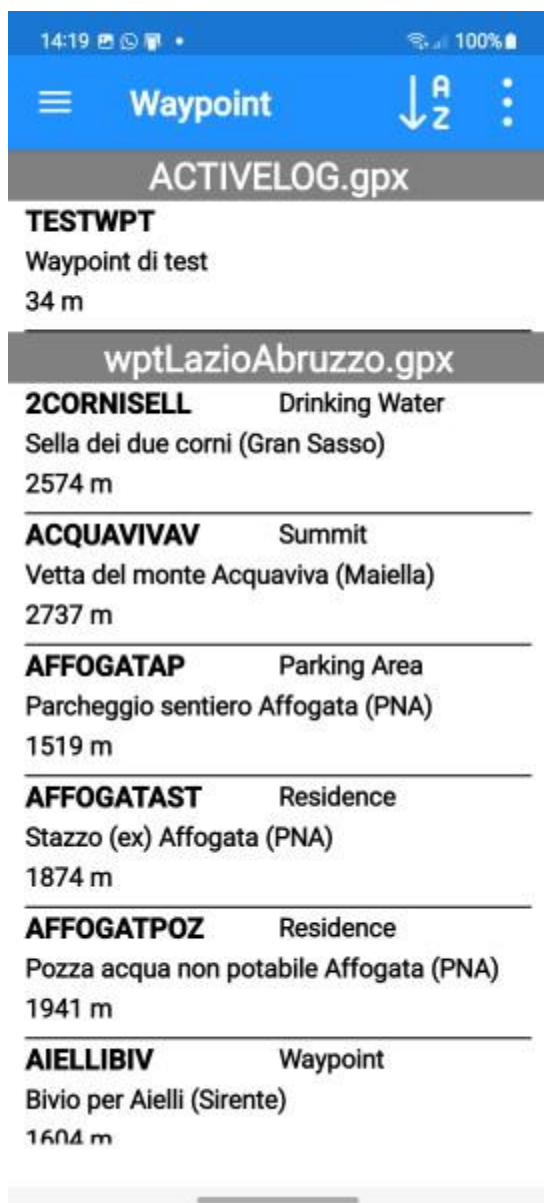 14:19 100%
Waypoint A Z
ACTIVELOG.gpx
TESTWPT
Waypoint di test
34 m
wptLazioAbruzzo.gpx
2CORNISELL Drinking Water
Sella dei due corni (Gran Sasso)
2574 m
ACQUAVIVAV Summit
Vetta del monte Acquaviva (Maiella)
2737 m
AFFOGATAP Parking Area
Parcheggio sentiero Affogata (PNA)
1519 m
AFFOGATAST Residence
Stazzo (ex) Affogata (PNA)
1874 m
AFFOGATPOZ Residence
Pozza acqua non potabile Affogata (PNA)
1941 m
AIELLIBIV Waypoint
Bivio per Aielli (Sirente)
1604 m